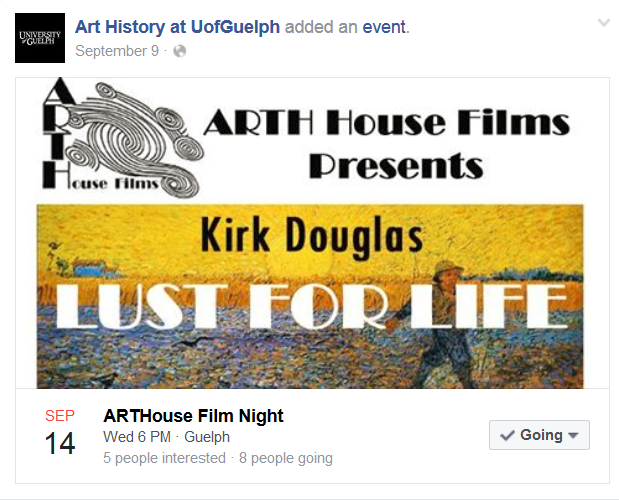 UNIVERSITY
of GUELPH
Art History at UofGuelph added an event.
September 9 ·
ARTH
House Films
ARTH House Films
Presents
Kirk Douglas
LUST FOR LIFE
SEP
14
ARTHouse Film Night
Wed 6 PM · Guelph
5 people interested · 8 people going
Going